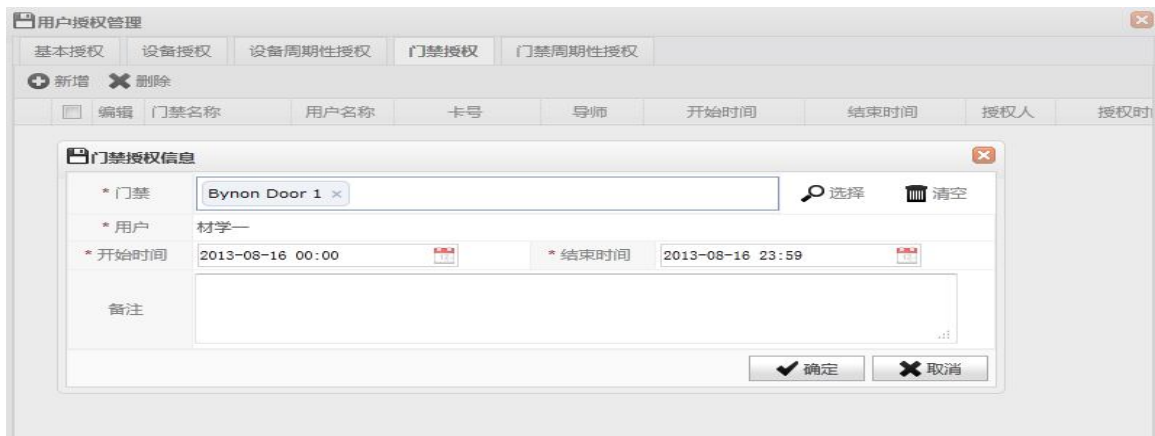 用户授权管理
基本授权 设备授权 设备周期性授权 门禁授权 门禁周期性授权
新增 删除
编辑 门禁名称 用户名称 卡号 导师 开始时间 结束时间 授权人 授权时
门禁授权信息
* 门禁 Bynon Door 1 × 选择 清空
* 用户 材学一
* 开始时间 2013-08-16 00:00 * 结束时间 2013-08-16 23:59
备注
确定 取消